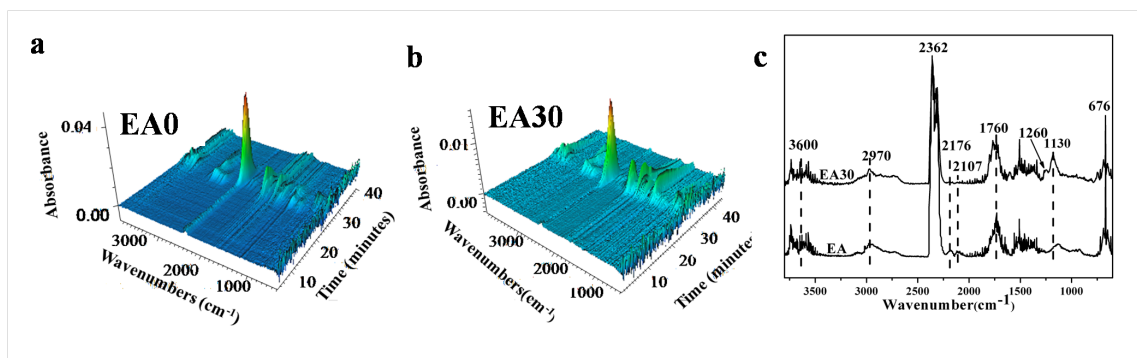 a
EA0
0.04
0.00
Absorbance
3000
2000
1000
Wavenumbers (cm-1)
10
20
30
40
Time (minutes)
b
EA30
0.01
0.00
Absorbance
3000
2000
1000
Wavenumbers(cm-1)
10
20
30
40
Time (minutes)
c
2362
3600
2970
2176
2107
1760
1260
1130
676
EA30
EA
3500
3000
2500
2000
1500
1000
Wavenumber(cm-1)